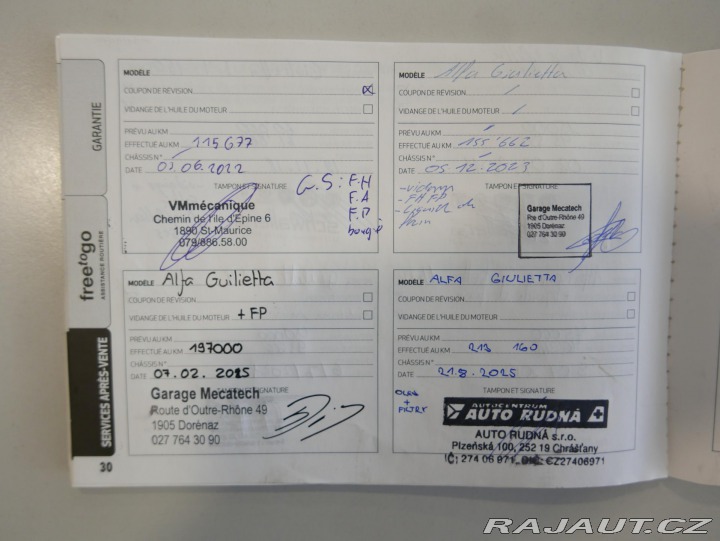 GARANTIE
freetogo
ASSISTANCE ROUTIÈRE
SERVICES APRÈS-VENTE
MODÈLE
COUPON DE RÉVISION
VIDANGE DE L'HUILE DU MOTEUR
PRÉVU AU KM
EFFECTUÉ AU KM 115677
CHÂSSIS N°
DATE 07.06.2022
TAMPON ET SIGNATURE
G.S: F.H
F.A
F.P
bougie
VMmécanique
Chemin de l'île d'Epine 6
1890 St-Maurice
079/886.58.00
MODÈLE Alfa Giulietta
COUPON DE RÉVISION
VIDANGE DE L'HUILE DU MOTEUR
PRÉVU AU KM
EFFECTUÉ AU KM 155'662
CHÂSSIS N°
DATE 05.12.2023
TAMPON ET SIGNATURE
Garage Mecatech
Route d'Outre-Rhône 49
1905 Dorénaz
027 764 30 90
MODÈLE Alfa Guilietta
COUPON DE RÉVISION
VIDANGE DE L'HUILE DU MOTEUR + FP
PRÉVU AU KM
EFFECTUÉ AU KM 197000
CHÂSSIS N°
DATE 07.02.2025
TAMPON ET SIGNATURE
Garage Mecatech
Route d'Outre-Rhône 49
1905 Dorénaz
027 764 30 90
MODÈLE ALFA GIULIETTA
COUPON DE RÉVISION
VIDANGE DE L'HUILE DU MOTEUR
PRÉVU AU KM
EFFECTUÉ AU KM 213 160
CHÂSSIS N°
DATE 21.8.2025
TAMPON ET SIGNATURE
OLEJ
+
FILTRY
AUTOCENTRUM
AUTO RUDNÁ
AUTO RUDNÁ s.r.o.
Plzeňská 100, 252 19 Chrášťany
IČ: 274 06 971, DIČ: CZ27406971
30
RAJAUT.CZ